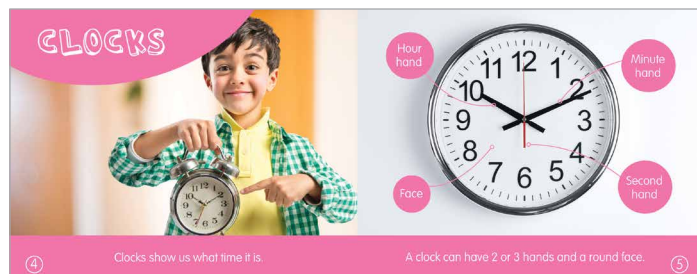 CLOCKS
Clocks show us what time it is.
4
Hour
hand
Minute
hand
Face
Second
hand
12
1
2
3
4
5
6
7
8
9
10
11
A clock can have 2 or 3 hands and a round face.
5